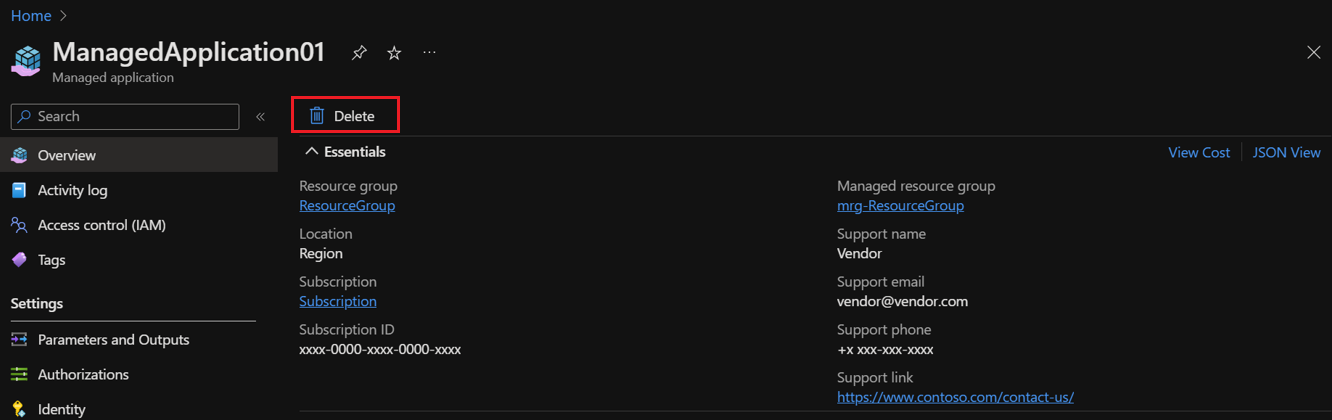 Home
ManagedApplication01
Managed application
Search
Delete
Overview
Activity log
Access control (IAM)
Tags
Settings
Parameters and Outputs
Authorizations
Identity
Essentials
View Cost
JSON View
Resource group
ResourceGroup
Location
Region
Subscription
Subscription
Subscription ID
xxxx-0000-xxxx-0000-xxxx
Managed resource group
mrg-ResourceGroup
Support name
Vendor
Support email
vendor@vendor.com
Support phone
+x xxx-xxx-xxxx
Support link
https://www.contoso.com/contact-us/